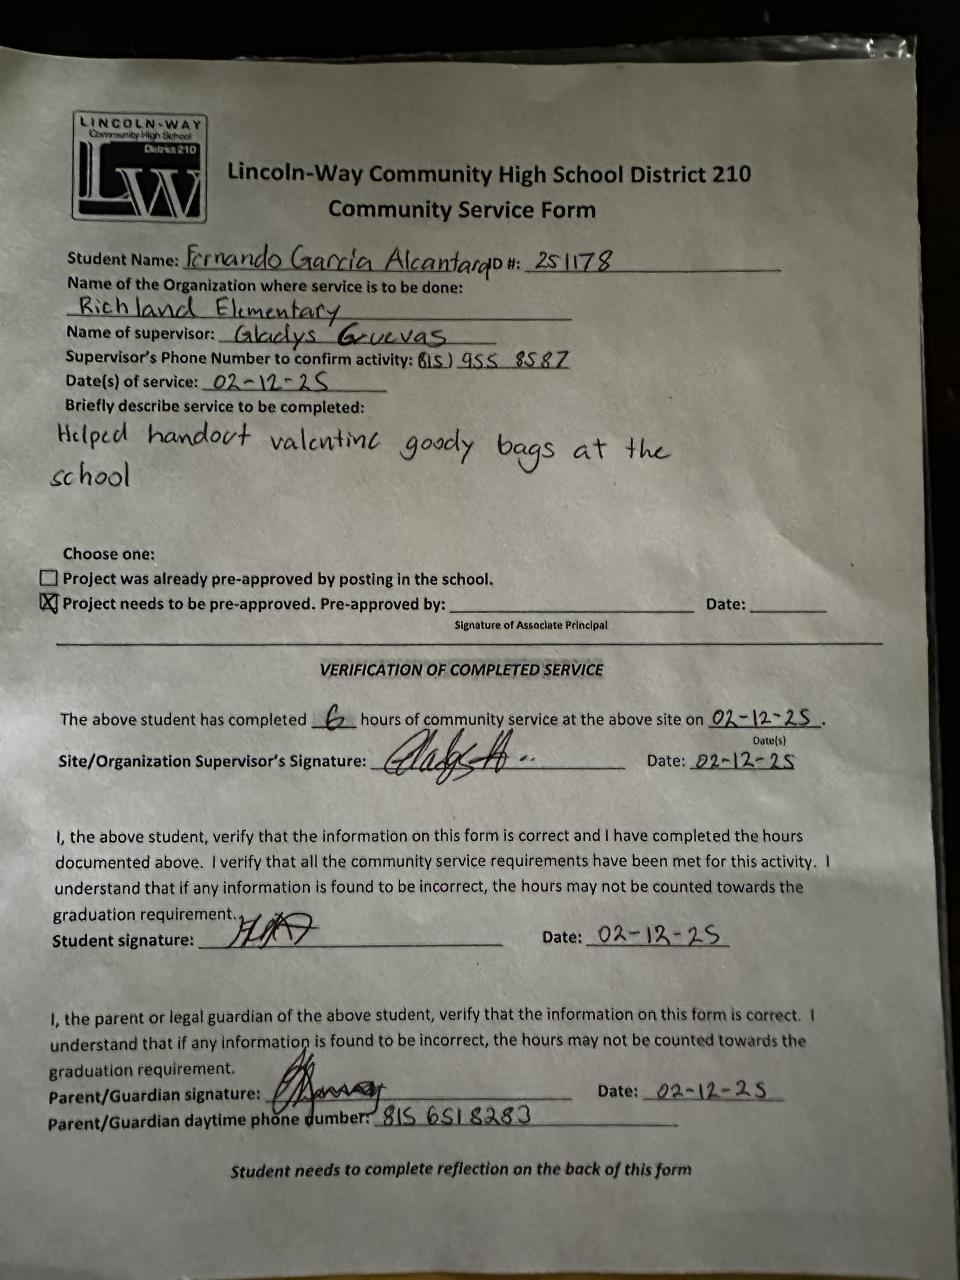 LINCOLN-WAY
Community High School
District 210
LW
Lincoln-Way Community High School District 210
Community Service Form
Student Name: Fernando Garcia Alcantara ID #: 251178
Name of the Organization where service is to be done:
Richland Elementary
Name of supervisor: Gladys Cuevas
Supervisor's Phone Number to confirm activity: 815) 955 8587
Date(s) of service: 02-12-25
Briefly describe service to be completed:
Helped handout valentine goody bags at the
school
Choose one:
Project was already pre-approved by posting in the school.
X Project needs to be pre-approved. Pre-approved by: Date:
Signature of Associate Principal
VERIFICATION OF COMPLETED SERVICE
The above student has completed 6 hours of community service at the above site on 02-12-25.
Date(s)
Site/Organization Supervisor's Signature: Date: 02-12-25
I, the above student, verify that the information on this form is correct and I have completed the hours
documented above. I verify that all the community service requirements have been met for this activity. I
understand that if any information is found to be incorrect, the hours may not be counted towards the
graduation requirement.
Student signature: Date: 02-12-25
I, the parent or legal guardian of the above student, verify that the information on this form is correct. I
understand that if any information is found to be incorrect, the hours may not be counted towards the
graduation requirement.
Parent/Guardian signature: Date: 02-12-25
Parent/Guardian daytime phone number: 815 651 8283
Student needs to complete reflection on the back of this form